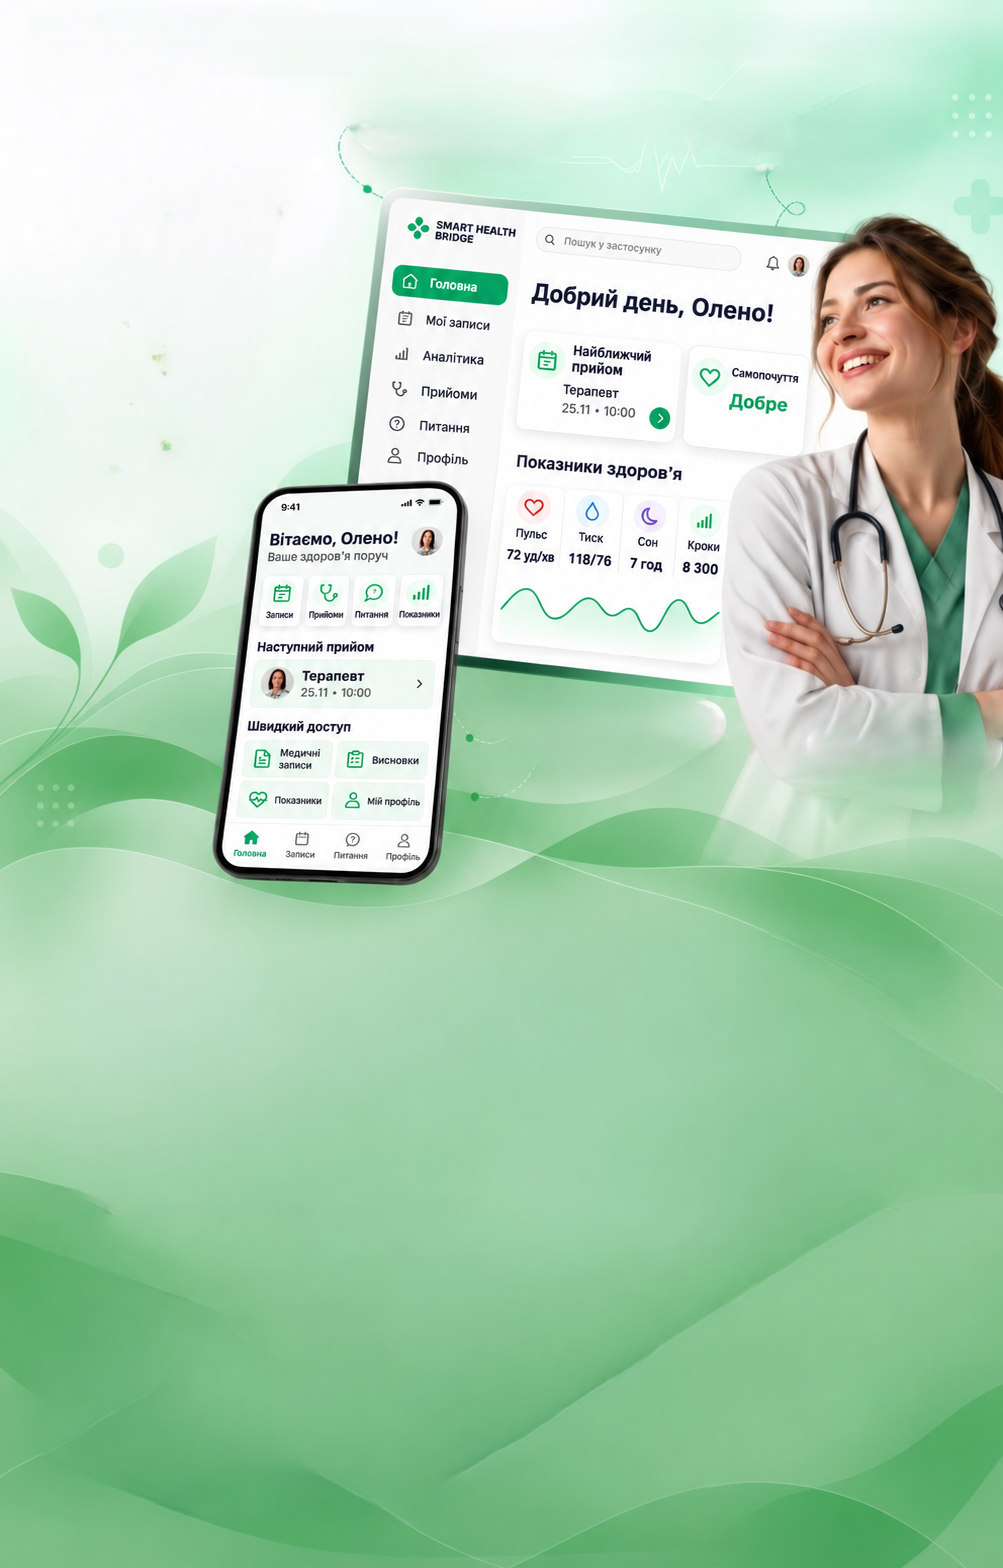 SMART HEALTH
BRIDGE
Пошук у застосунку
Головна
Мої записи
Аналітика
Прийоми
Питання
Профіль
Добрий день, Олено!
Найближчий
прийом
Терапевт
25.11 • 10:00
Самопочуття
Добре
Показники здоров’я
Пульс
72 уд/хв
Тиск
118/76
Сон
7 год
Кроки
8 300
9:41
Вітаємо, Олено!
Ваше здоров’я поруч
Записи
Прийоми
Питання
Показники
Наступний прийом
Терапевт
25.11 • 10:00
Швидкий доступ
Медичні
записи
Висновки
Показники
Мій профіль
Головна
Записи
Питання
Профіль